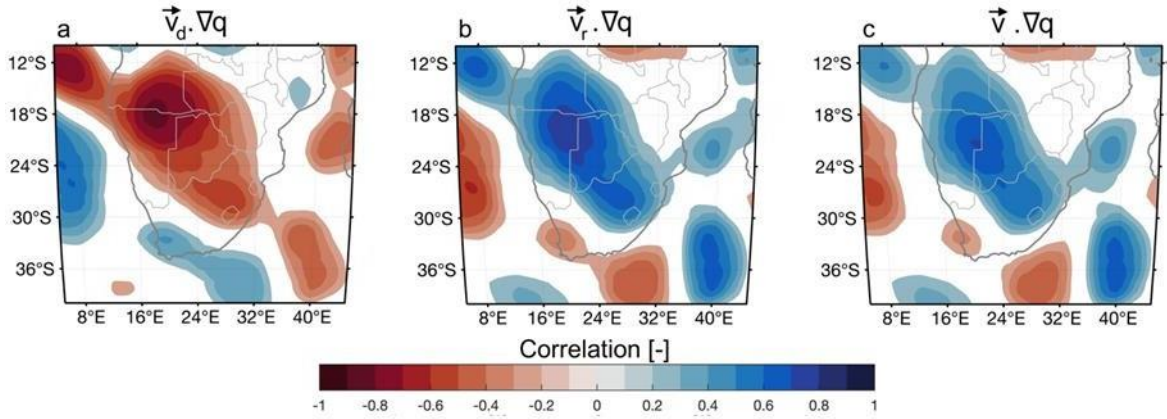 a v⃗_d . ∇q
b v⃗_r . ∇q
c v⃗ . ∇q
12°S 12°S 12°S
18°S 18°S 18°S
24°S 24°S 24°S
30°S 30°S 30°S
36°S 36°S 36°S
8°E 16°E 24°E 32°E 40°E 8°E 16°E 24°E 32°E 40°E 8°E 16°E 24°E 32°E 40°E
Correlation [-]
-1 -0.8 -0.6 -0.4 -0.2 0 0.2 0.4 0.6 0.8 1